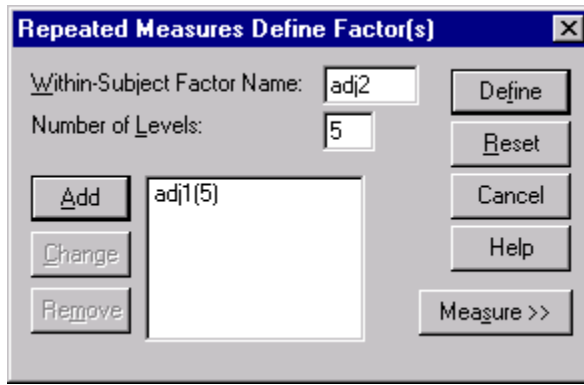 Repeated Measures Define Factor(s)
Within-Subject Factor Name: adj2
Define
Number of Levels: 5
Reset
Add
adj1(5)
Cancel
Change
Help
Remove
Measure >>